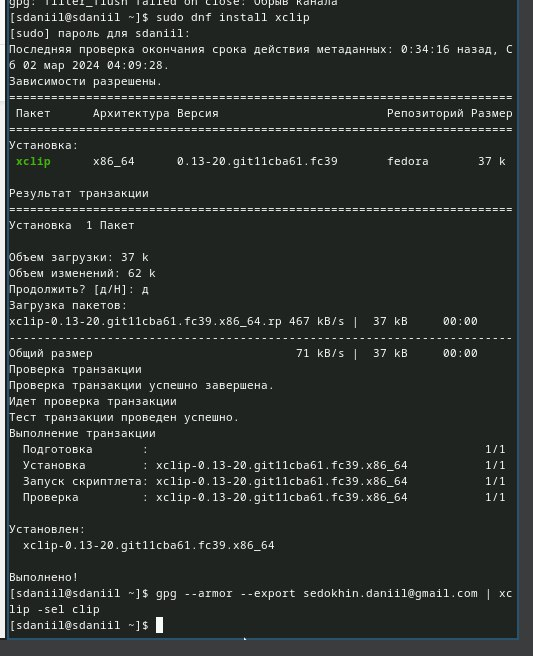 gpg: filter_flush failed on close: Обрыв канала
[sdaniil@sdaniil ~]$ sudo dnf install xclip
[sudo] пароль для sdaniil:
Последняя проверка окончания срока действия метаданных: 0:34:16 назад, С
б 02 мар 2024 04:09:28.
Зависимости разрешены.
========================================================================
Пакет Архитектура Версия Репозиторий Размер
========================================================================
Установка:
xclip x86_64 0.13-20.git11cba61.fc39 fedora 37 k
Результат транзакции
========================================================================
Установка 1 Пакет
Объем загрузки: 37 k
Объем изменений: 62 k
Продолжить? [д/Н]: д
Загрузка пакетов:
xclip-0.13-20.git11cba61.fc39.x86_64.rp 467 kB/s | 37 kB 00:00
------------------------------------------------------------------------
Общий размер 71 kB/s | 37 kB 00:00
Проверка транзакции
Проверка транзакции успешно завершена.
Идет проверка транзакции
Тест транзакции проведен успешно.
Выполнение транзакции
Подготовка : 1/1
Установка : xclip-0.13-20.git11cba61.fc39.x86_64 1/1
Запуск скриптлета: xclip-0.13-20.git11cba61.fc39.x86_64 1/1
Проверка : xclip-0.13-20.git11cba61.fc39.x86_64 1/1
Установлен:
xclip-0.13-20.git11cba61.fc39.x86_64
Выполнено!
[sdaniil@sdaniil ~]$ gpg --armor --export sedokhin.daniil@gmail.com | xc
lip -sel clip
[sdaniil@sdaniil ~]$